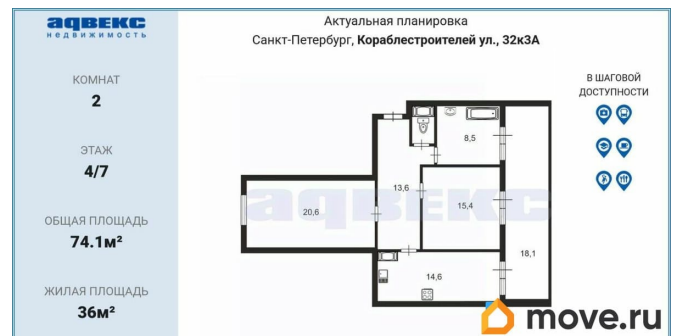 адвекс
недвижимость
КОМНАТ
2
ЭТАЖ
4/7
ОБЩАЯ ПЛОЩАДЬ
74.1м²
ЖИЛАЯ ПЛОЩАДЬ
36м²
Актуальная планировка
Санкт-Петербург, Кораблестроителей ул., 32к3А
В ШАГОВОЙ
ДОСТУПНОСТИ
8,5
13,6
15,4
20,6
18,1
14,6
адвекс
move.ru